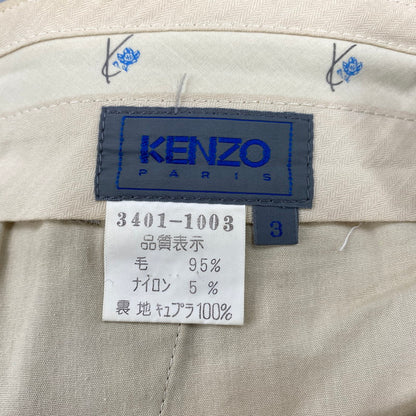 K
K
KENZO
PARIS
3
3401-1003
品質表示
毛 95%
ナイロン 5%
裏地 キュプラ100%